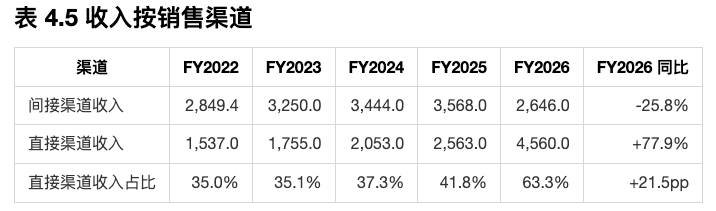 表 4.5 收入按销售渠道
渠道 FY2022 FY2023 FY2024 FY2025 FY2026 FY2026 同比
间接渠道收入 2,849.4 3,250.0 3,444.0 3,568.0 2,646.0 -25.8%
直接渠道收入 1,537.0 1,755.0 2,053.0 2,563.0 4,560.0 +77.9%
直接渠道收入占比 35.0% 35.1% 37.3% 41.8% 63.3% +21.5pp